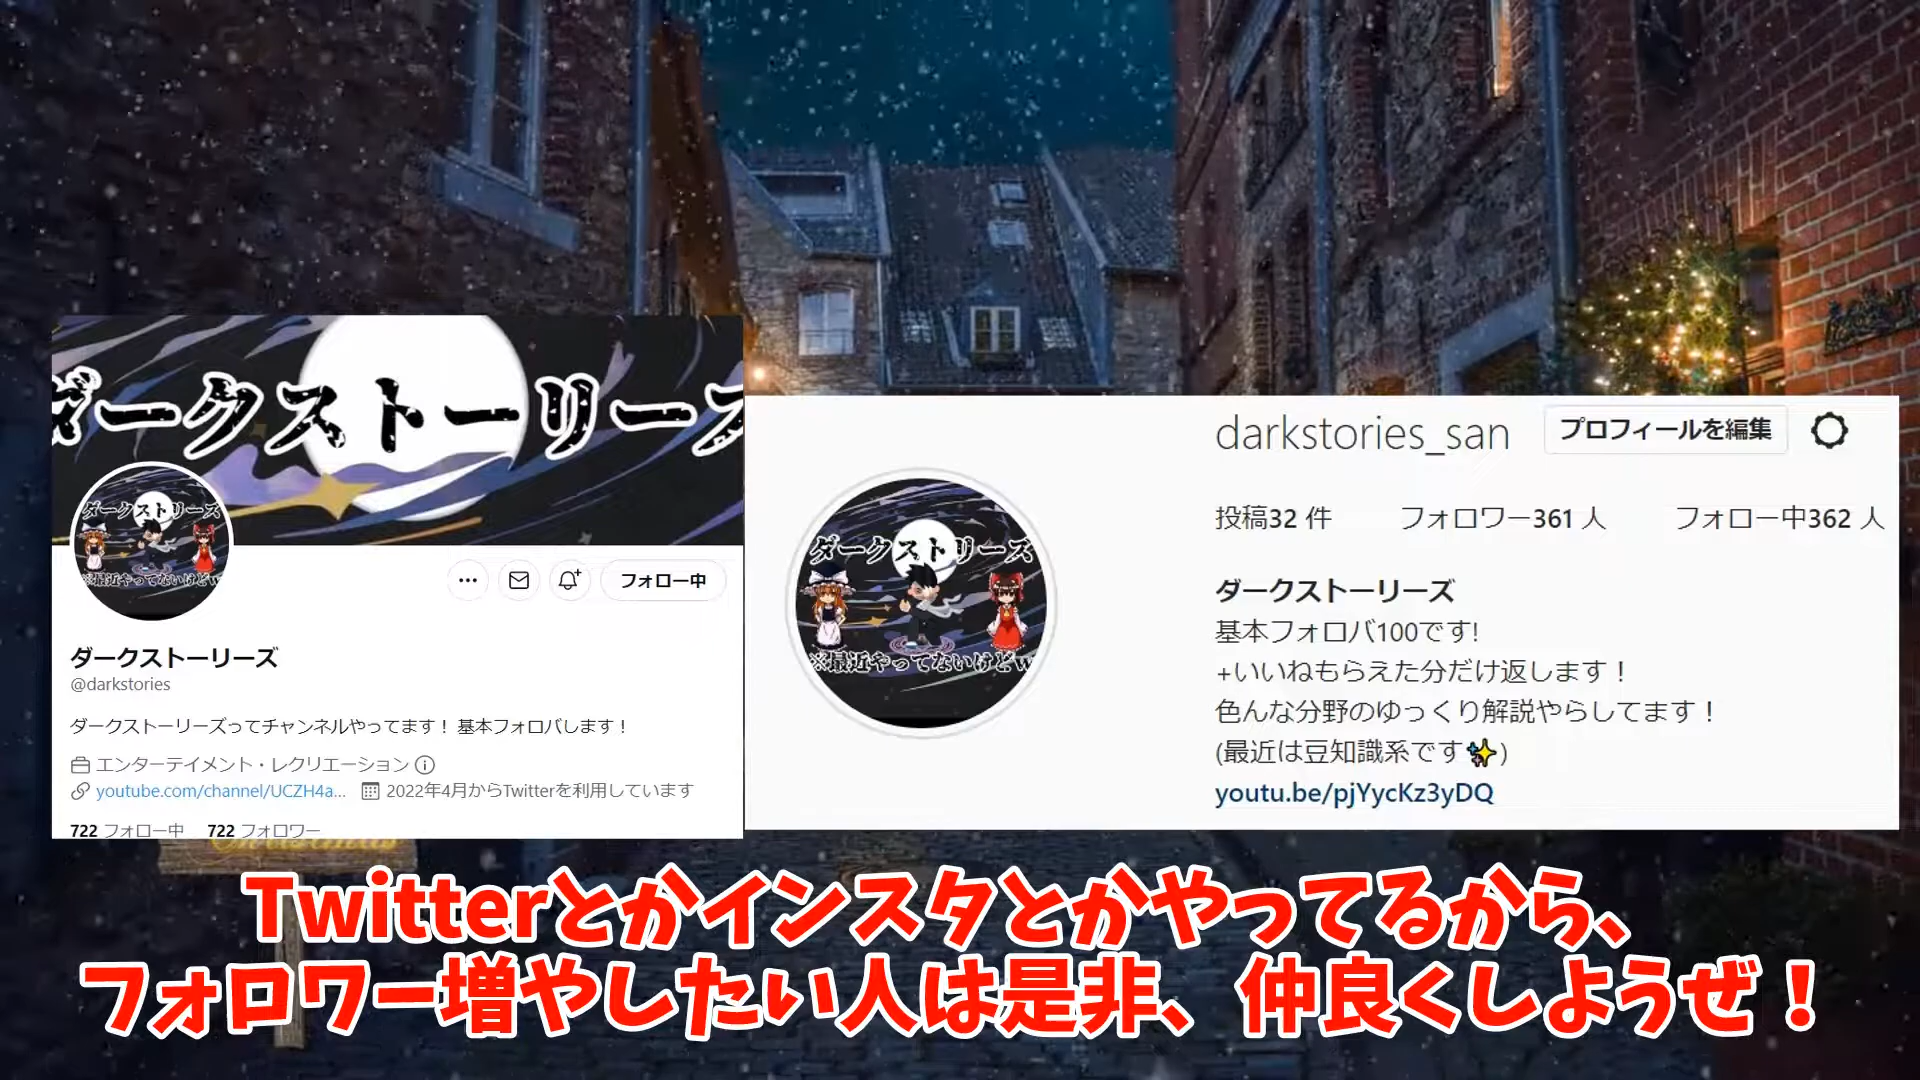 ダークストーリーズ
ダークストーリーズ
※最近やってないけどw
フォロー中
ダークストーリーズ
@darkstories
ダークストーリーズってチャンネルやってます！ 基本フォロバします！
エンターテイメント・レクリエーション
youtube.com/channel/UCZH4a... 2022年4月からTwitterを利用しています
722 フォロー中 722 フォロワー
darkstories_san プロフィールを編集
投稿32 件 フォロワー361 人 フォロー中362 人
ダークストーリーズ
※最近やってないけどw
ダークストーリーズ
基本フォロバ100です!
+いいねもらえた分だけ返します！
色んな分野のゆっくり解説やらしてます！
(最近は豆知識系です✨)
youtu.be/pjYycKz3yDQ
Christmas
Twitterとかインスタとかやってるから、
フォロワー増やしたい人は是非、仲良くしようぜ！